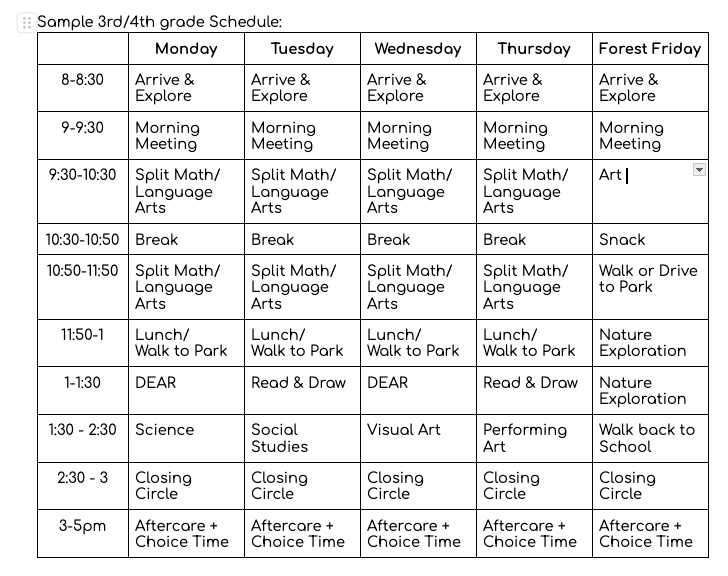 Sample 3rd/4th grade Schedule:
Monday Tuesday Wednesday Thursday Forest Friday
8-8:30 Arrive & Arrive & Arrive & Arrive & Arrive &
Explore Explore Explore Explore Explore
9-9:30 Morning Morning Morning Morning Morning
Meeting Meeting Meeting Meeting Meeting
9:30-10:30 Split Math/ Split Math/ Split Math/ Split Math/ Art
Language Language Language Language
Arts Arts Arts Arts
10:30-10:50 Break Break Break Break Snack
10:50-11:50 Split Math/ Split Math/ Split Math/ Split Math/ Walk or Drive
Language Language Language Language to Park
Arts Arts Arts Arts
11:50-1 Lunch/ Lunch/ Lunch/ Lunch/ Nature
Walk to Park Walk to Park Walk to Park Walk to Park Exploration
1-1:30 DEAR Read & Draw DEAR Read & Draw Nature
Exploration
1:30 - 2:30 Science Social Visual Art Performing Walk back to
Studies Art School
2:30 - 3 Closing Closing Closing Closing Closing
Circle Circle Circle Circle Circle
3-5pm Aftercare + Aftercare + Aftercare + Aftercare + Aftercare +
Choice Time Choice Time Choice Time Choice Time Choice Time